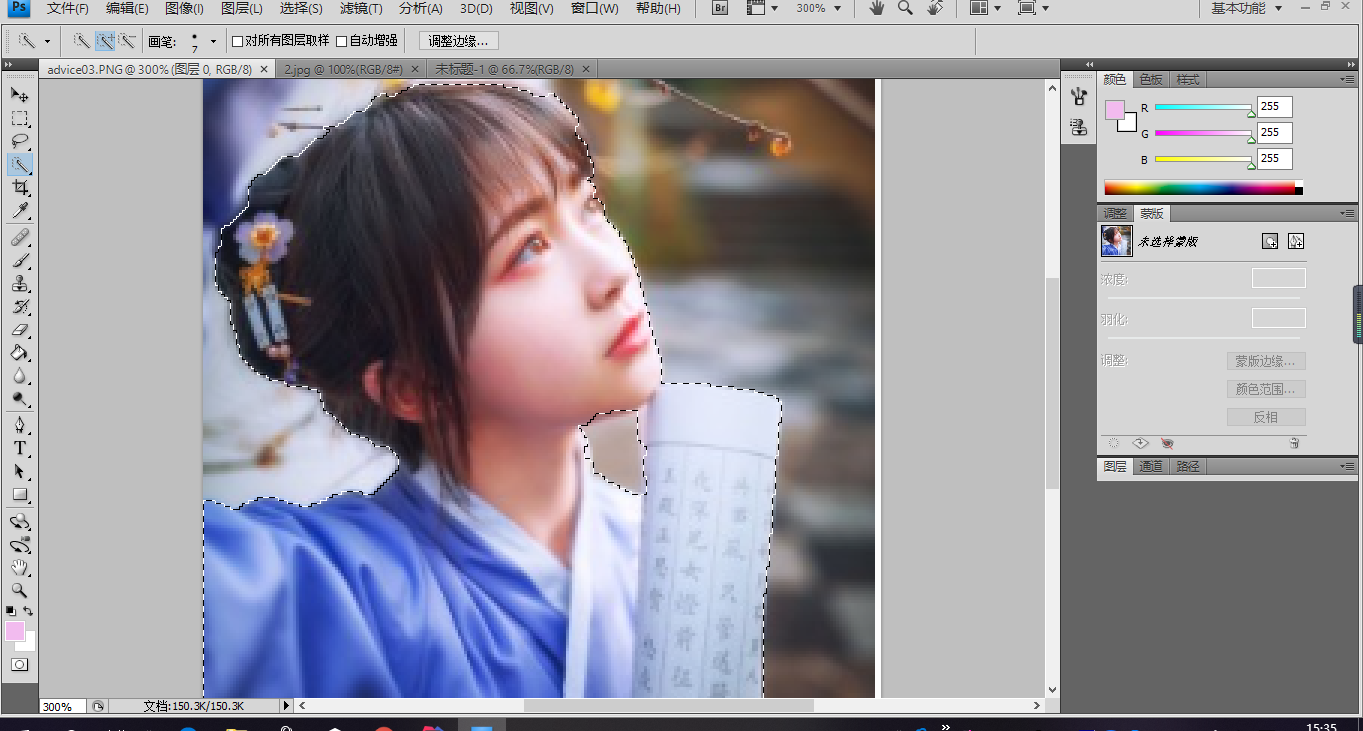 Ps 文件(F) 编辑(E) 图像(I) 图层(L) 选择(S) 滤镜(T) 分析(A) 3D(D) 视图(V) 窗口(W) 帮助(H) Br 300% 基本功能
画笔: 7 对所有图层取样 自动增强 调整边缘...
advice03.PNG @ 300% (图层 0, RGB/8) × 2.jpg @ 100%(RGB/8#) × 未标题-1 @ 66.7%(RGB/8) ×
颜色 色板 样式
R 255
G 255
B 255
调整 蒙版
未选择蒙版
浓度:
羽化:
调整: 蒙版边缘...
颜色范围...
反相
图层 通道 路径
T
300% 文档:150.3K/150.3K
15:35